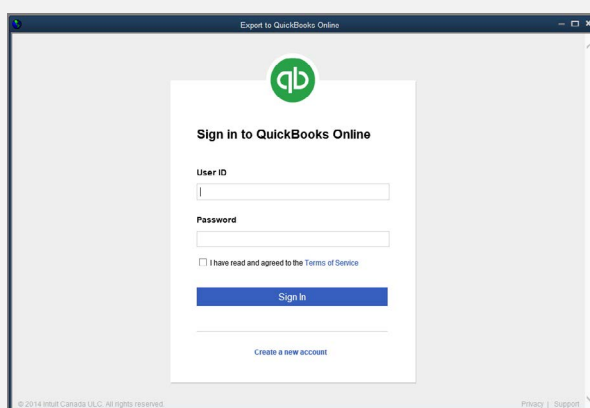 Export to QuickBooks Online
qb
Sign in to QuickBooks Online
User ID
Password
I have read and agreed to the Terms of Service
Sign In
Create a new account
© 2014 Intuit Canada ULC. All rights reserved.
Privacy | Support